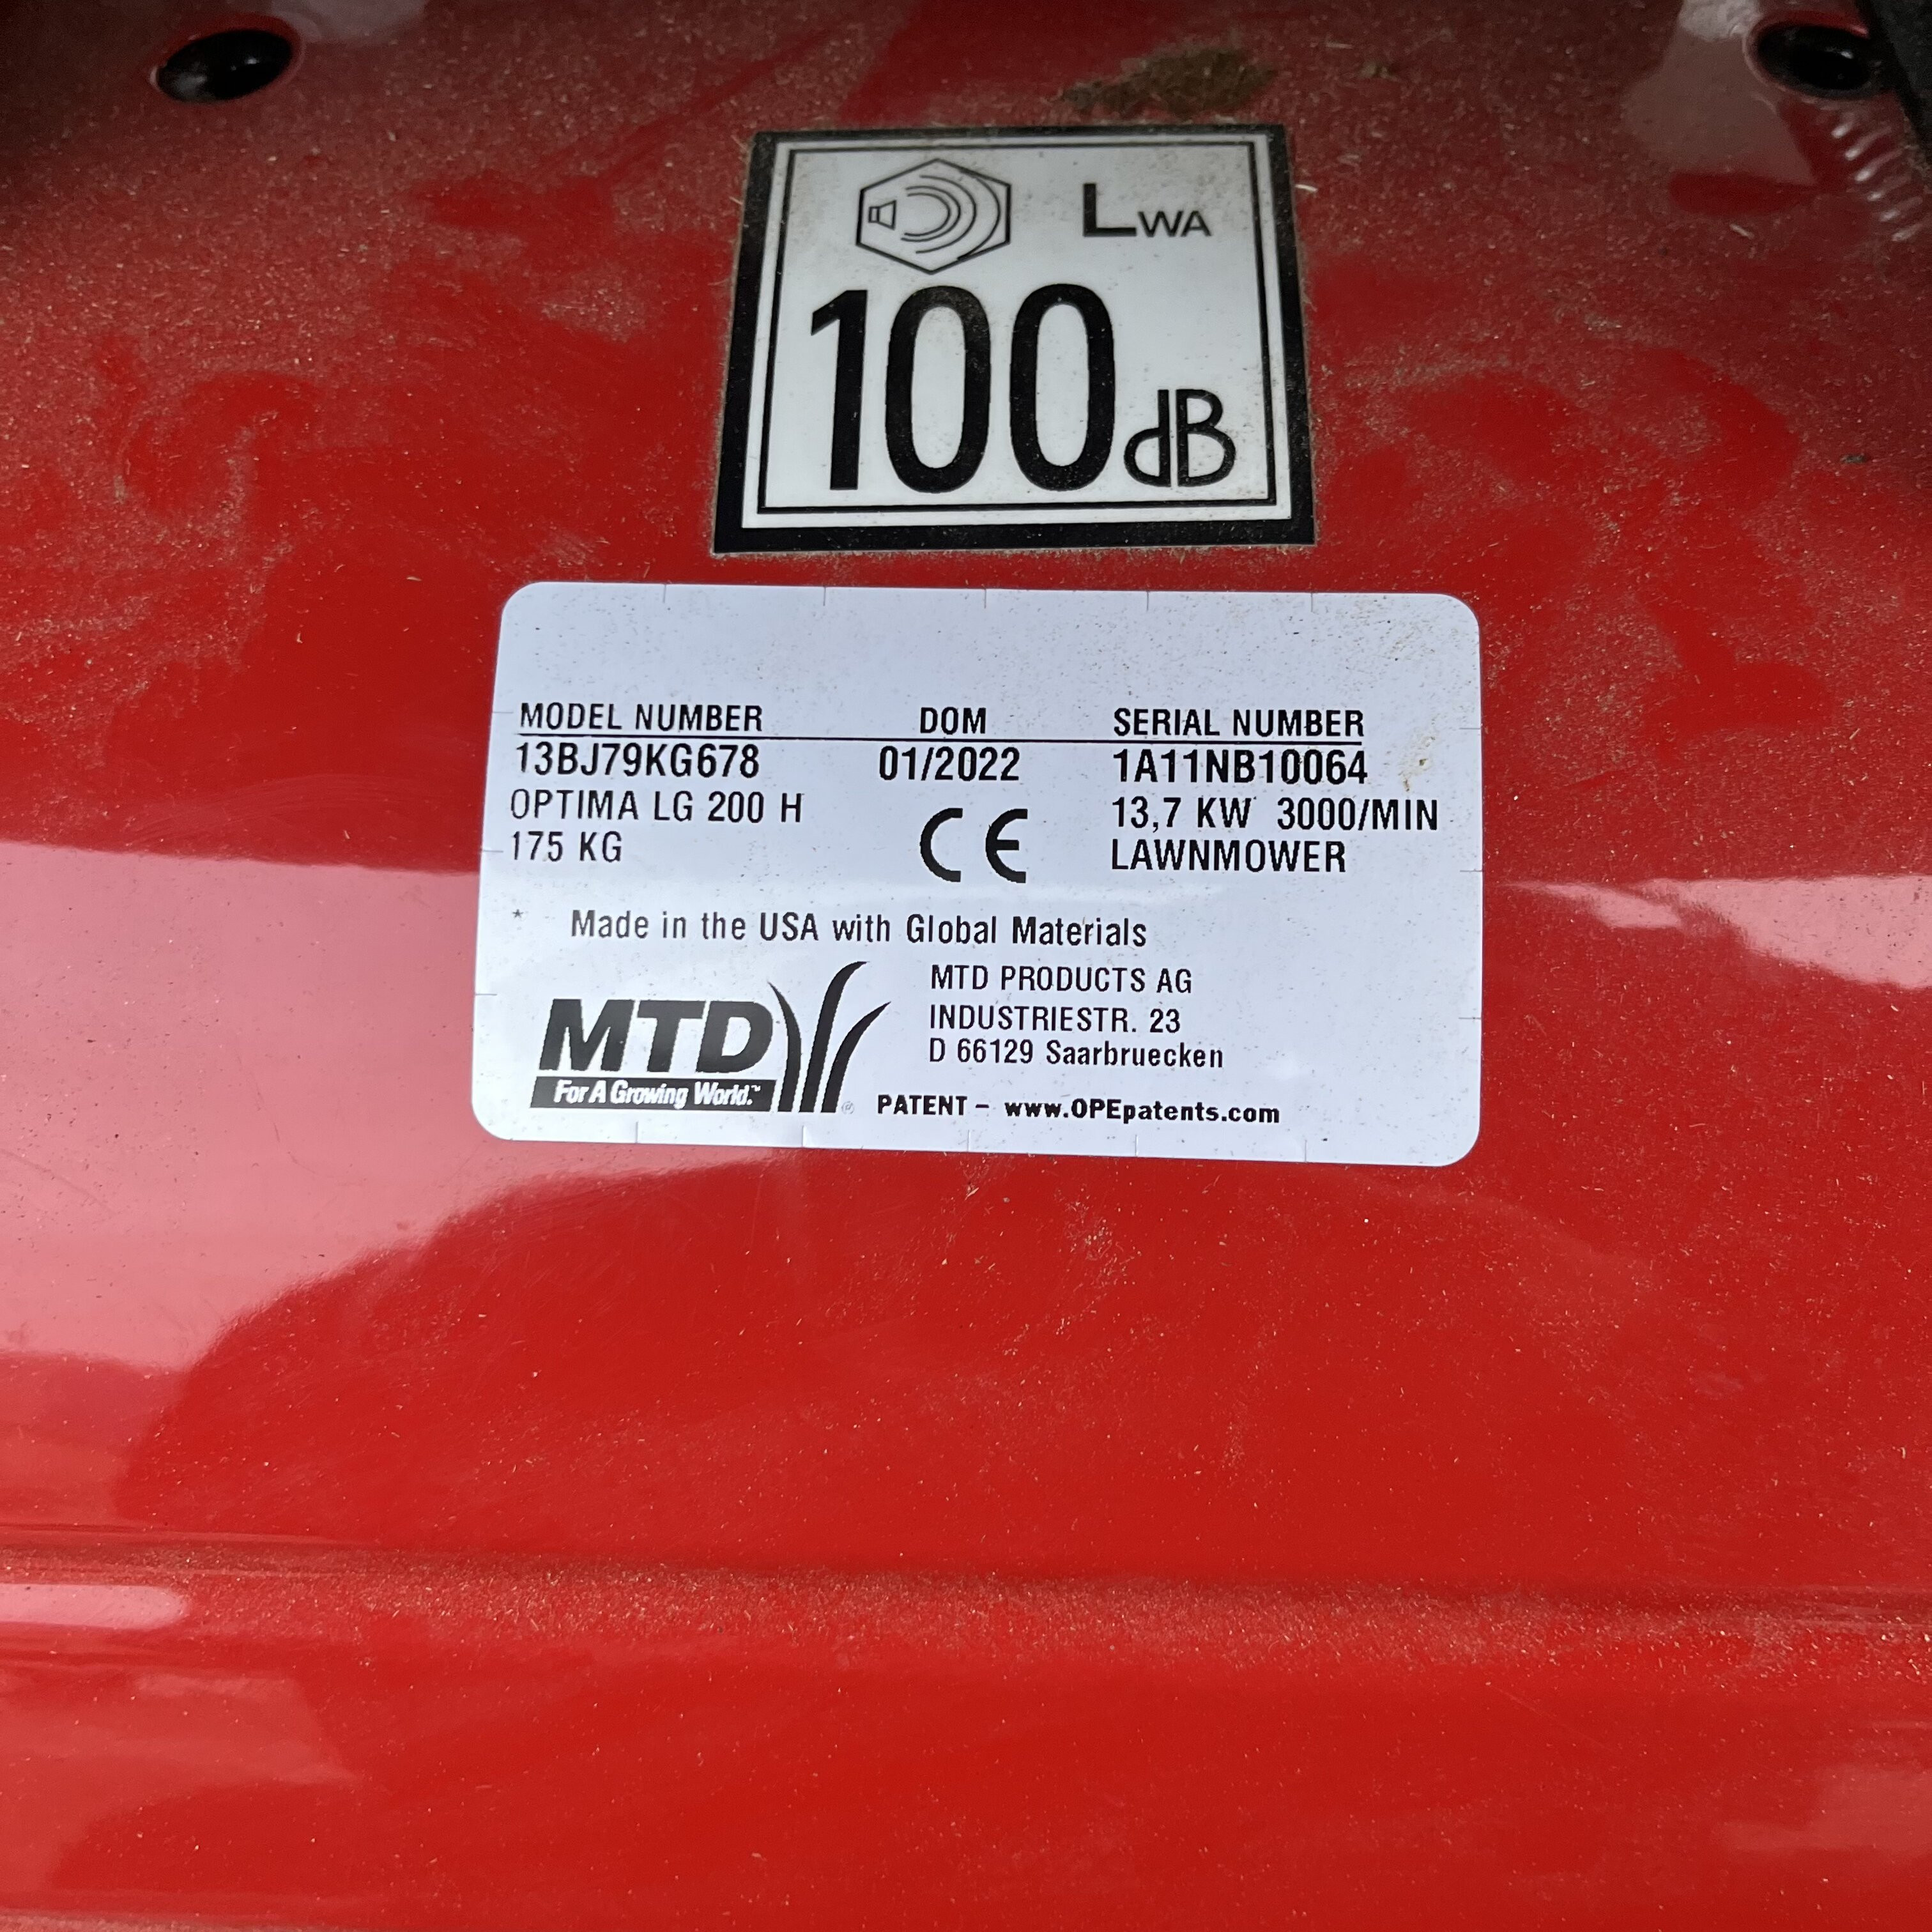 LWA
100dB
MODEL NUMBER DOM SERIAL NUMBER
13BJ79KG678 01/2022 1A11NB10064
OPTIMA LG 200 H CE 13,7 KW 3000/MIN
175 KG LAWNMOWER
* Made in the USA with Global Materials
MTD PRODUCTS AG
INDUSTRIESTR. 23
D 66129 Saarbruecken
MTD
For A Growing World.™
® PATENT - www.OPEpatents.com